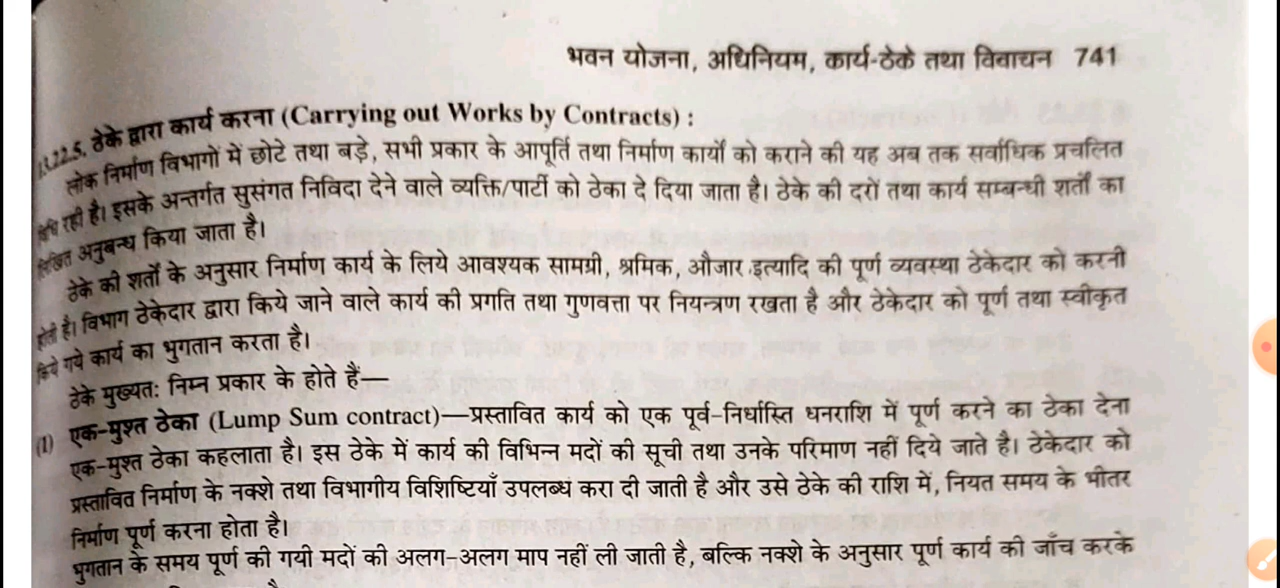 भवन योजना, अधिनियम, कार्य-ठेके तथा विवाचन 741
22.5. ठेके द्वारा कार्य करना (Carrying out Works by Contracts) :
लोक निर्माण विभागों में छोटे तथा बड़े, सभी प्रकार के आपूर्ति तथा निर्माण कार्यों को कराने की यह अब तक सर्वाधिक प्रचलित
विधि रही है। इसके अन्तर्गत सुसंगत निविदा देने वाले व्यक्ति/पार्टी को ठेका दे दिया जाता है। ठेके की दरों तथा कार्य सम्बन्धी शर्तों का
लिखित अनुबन्ध किया जाता है।
ठेके की शर्तों के अनुसार निर्माण कार्य के लिये आवश्यक सामग्री, श्रमिक, औजार इत्यादि की पूर्ण व्यवस्था ठेकेदार को करनी
होती है। विभाग ठेकेदार द्वारा किये जाने वाले कार्य की प्रगति तथा गुणवत्ता पर नियन्त्रण रखता है और ठेकेदार को पूर्ण तथा स्वीकृत
किये गये कार्य का भुगतान करता है।
ठेके मुख्यतः निम्न प्रकार के होते हैं—
(1) एक-मुश्त ठेका (Lump Sum contract)—प्रस्तावित कार्य को एक पूर्व-निर्धास्ति धनराशि में पूर्ण करने का ठेका देना
एक-मुश्त ठेका कहलाता है। इस ठेके में कार्य की विभिन्न मदों की सूची तथा उनके परिमाण नहीं दिये जाते है। ठेकेदार को
प्रस्तावित निर्माण के नक्शे तथा विभागीय विशिष्टियाँ उपलब्ध करा दी जाती है और उसे ठेके की राशि में, नियत समय के भीतर
निर्माण पूर्ण करना होता है।
भुगतान के समय पूर्ण की गयी मदों की अलग-अलग माप नहीं ली जाती है, बल्कि नक्शे के अनुसार पूर्ण कार्य की जाँच करके